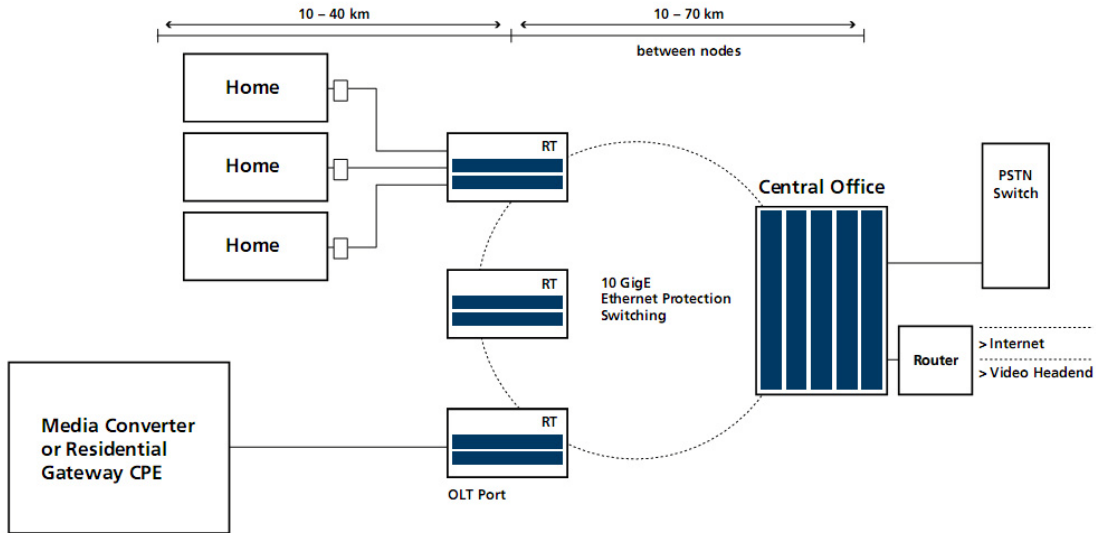 10 – 40 km
10 – 70 km
between nodes
Home
Home
Home
RT
RT
RT
OLT Port
10 GigE
Ethernet Protection
Switching
Central Office
PSTN
Switch
Router
> Internet
> Video Headend
Media Converter
or Residential
Gateway CPE